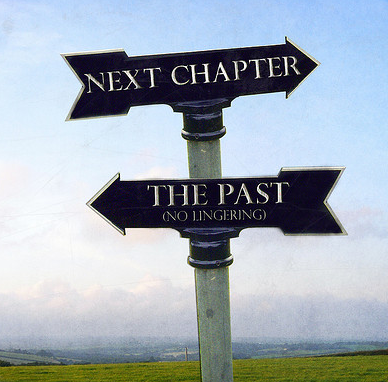 NEXT CHAPTER
THE PAST
(NO LINGERING)